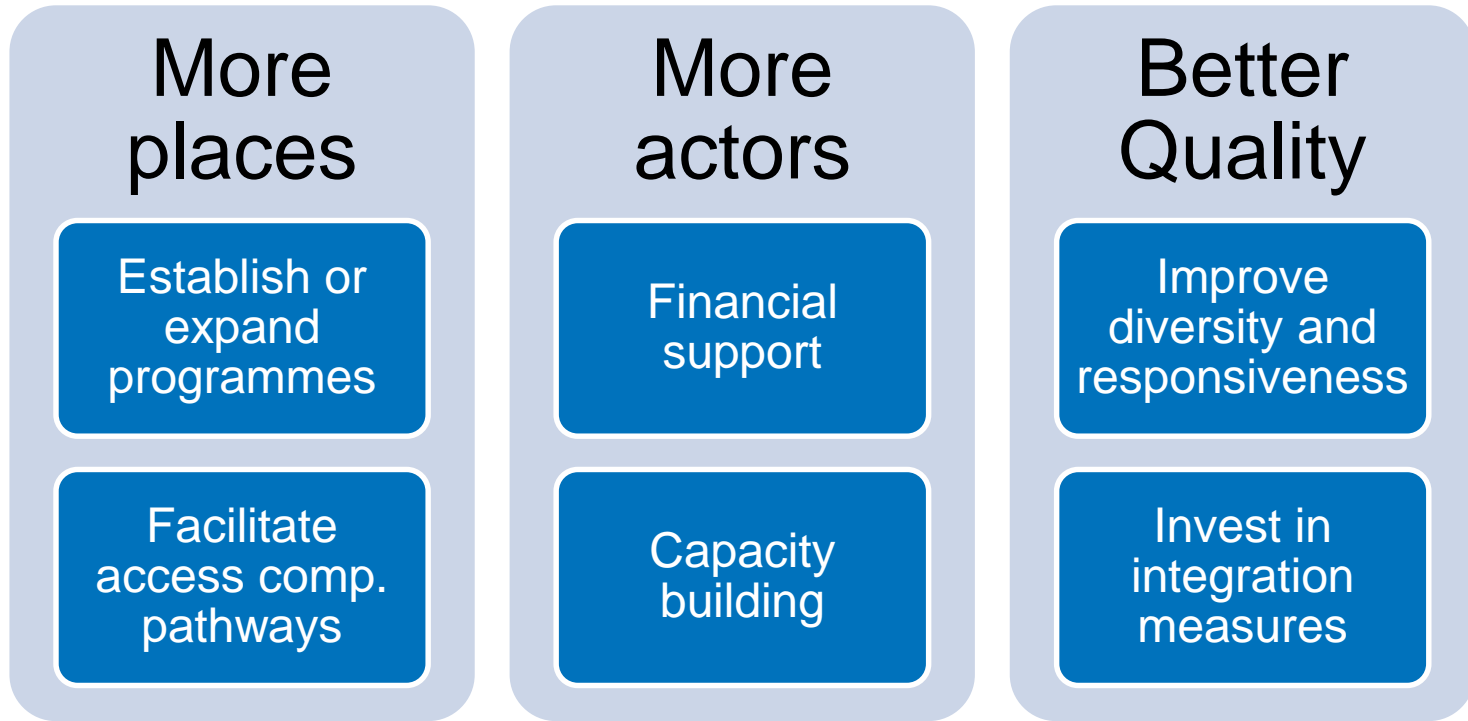 More
places
Establish or
expand
programmes
Facilitate
access comp.
pathways
More
actors
Financial
support
Capacity
building
Better
Quality
Improve
diversity and
responsiveness
Invest in
integration
measures